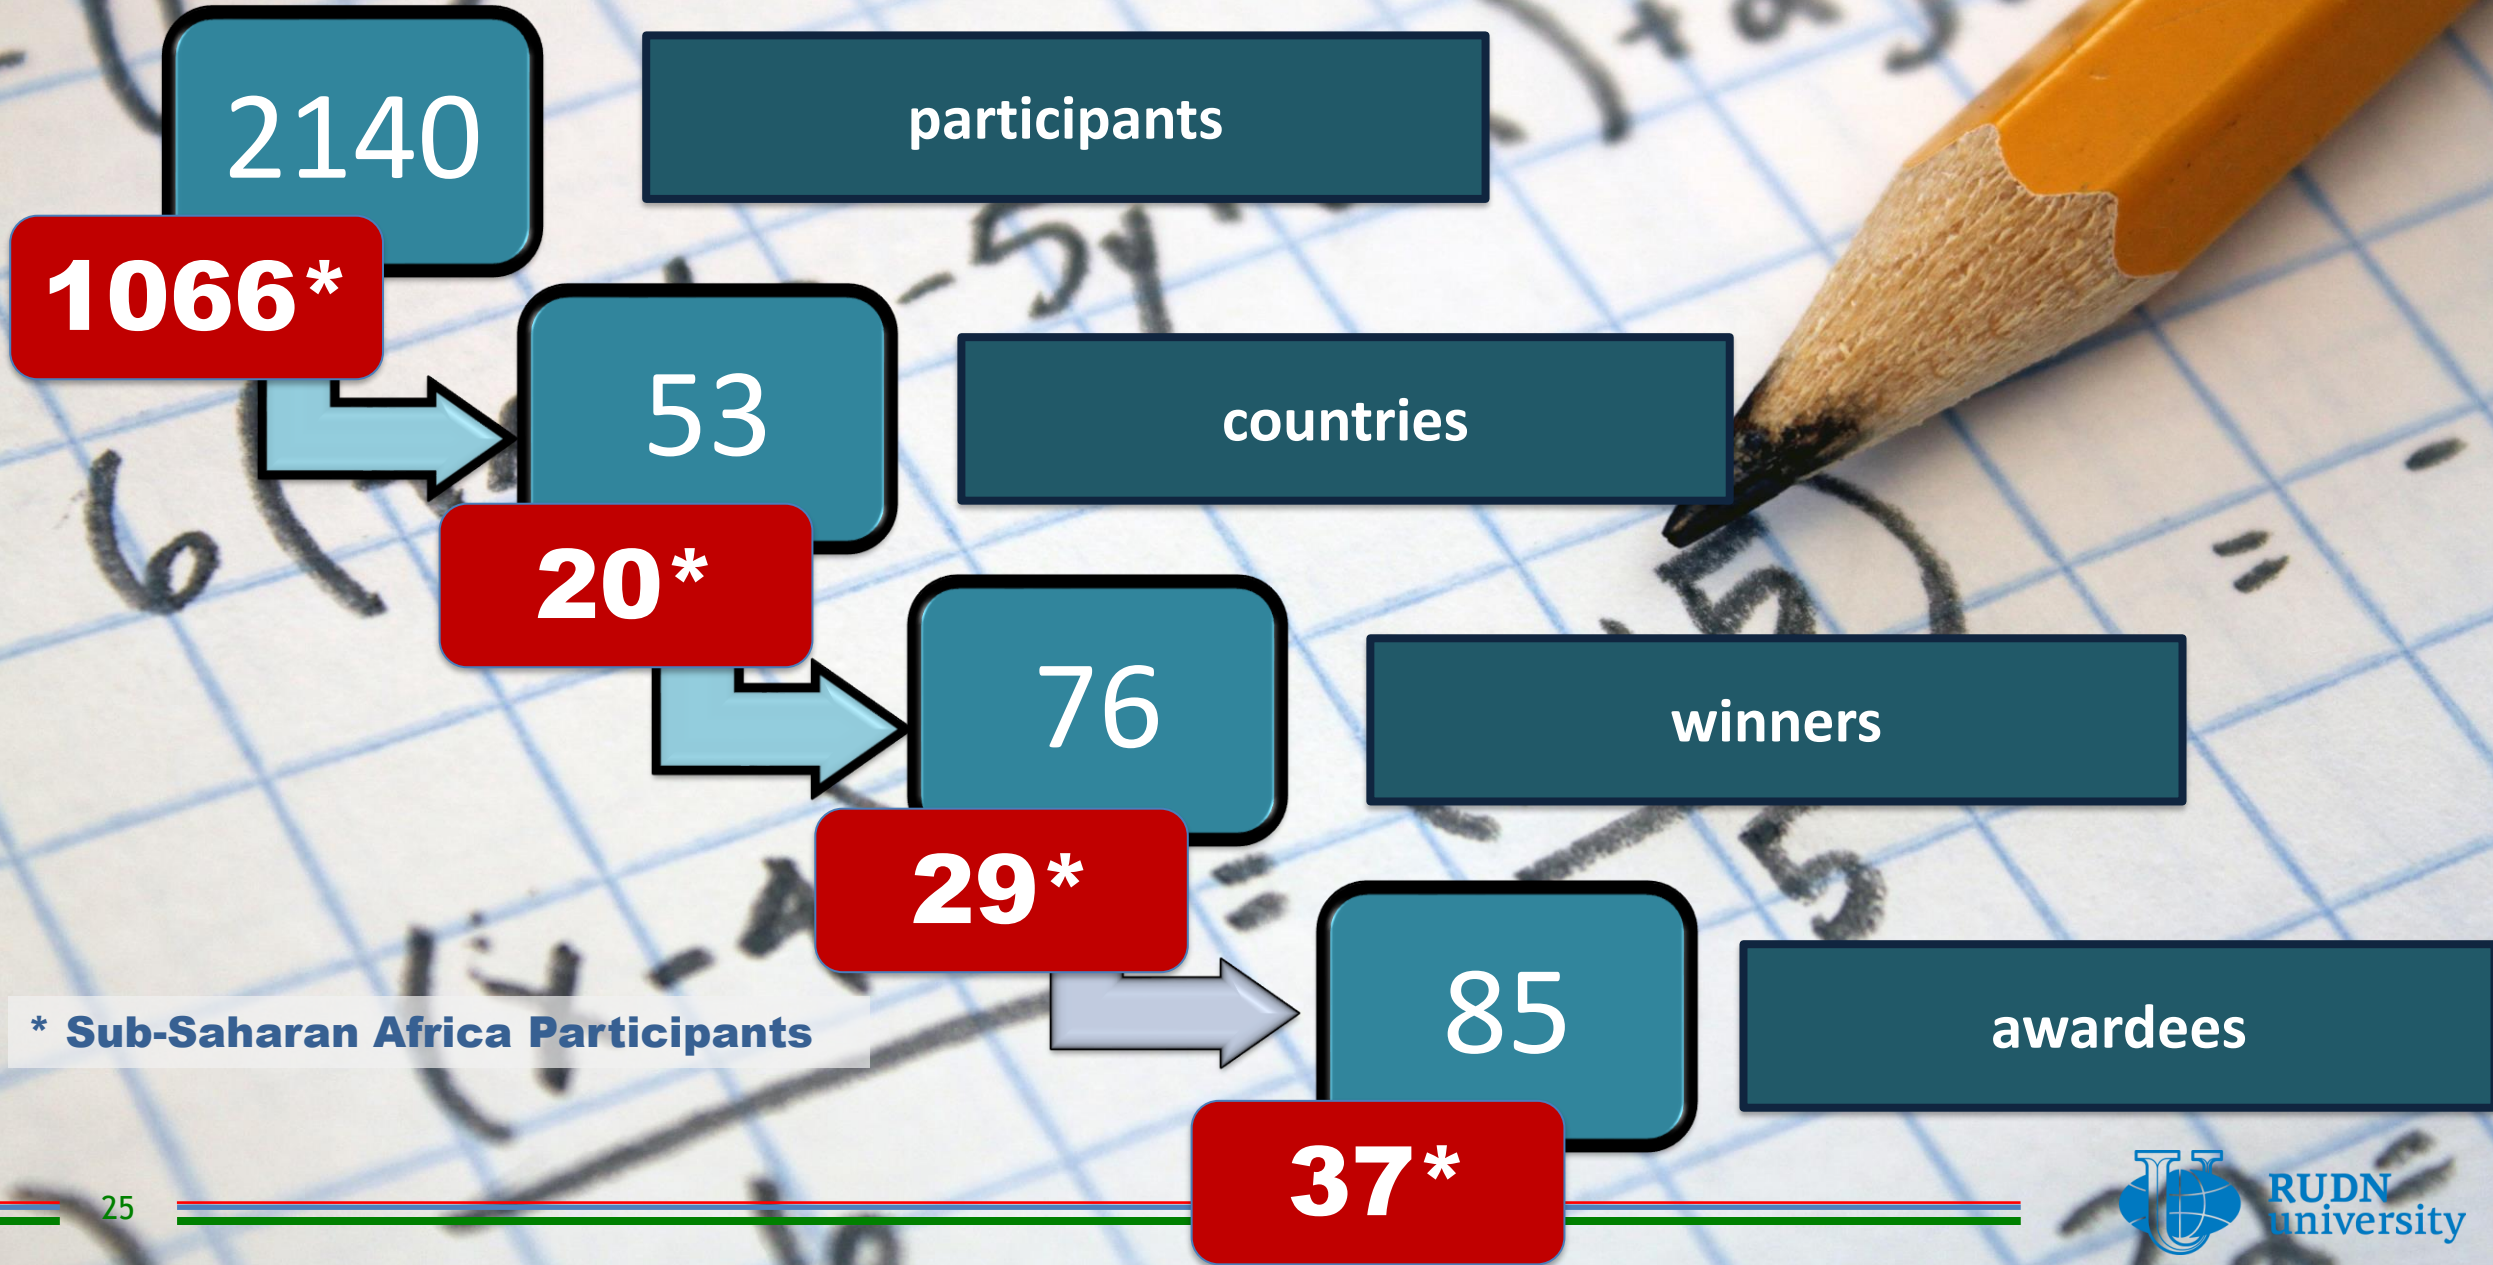 2140
participants
1066*
53
countries
20*
76
winners
29*
85
awardees
* Sub-Saharan Africa Participants
37*
25
RUDN
university